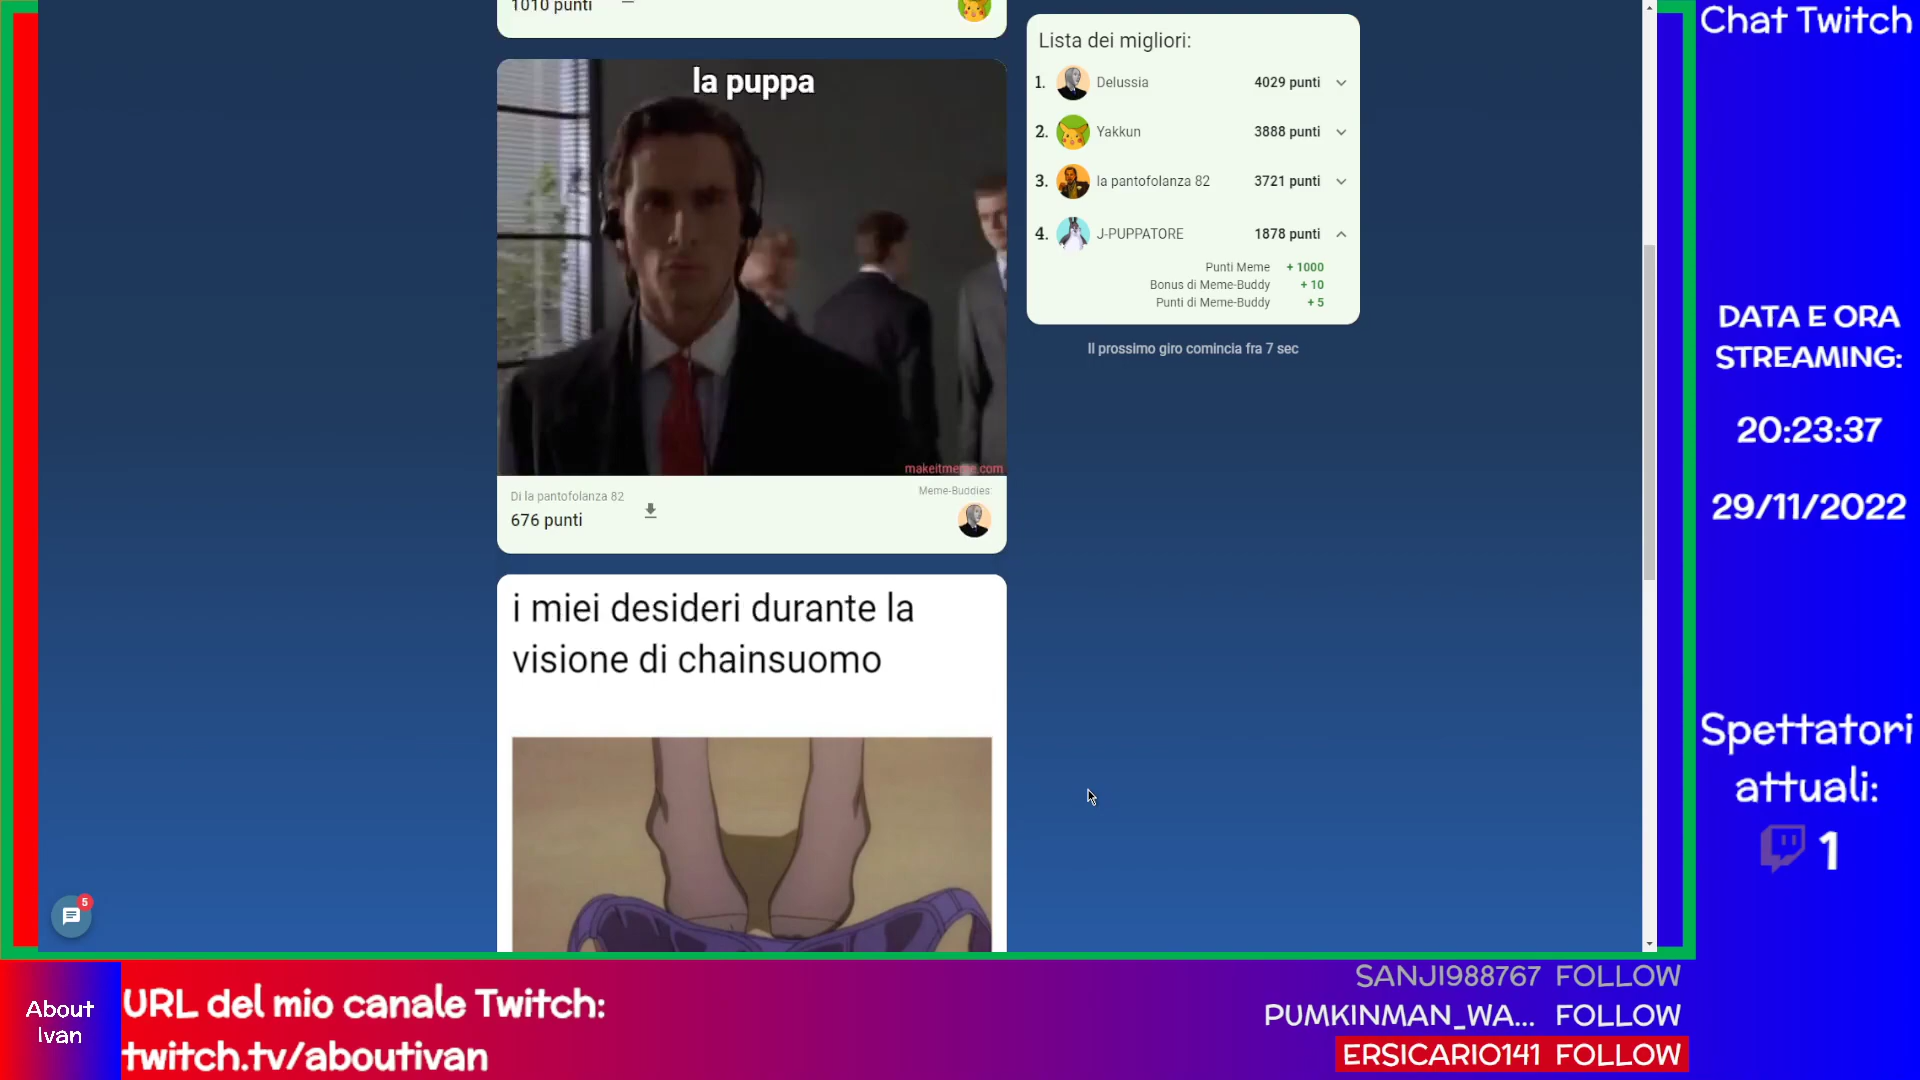 1010 punti
la puppa
makeitmeme.com
Di la pantofolanza 82
676 punti
Meme-Buddies:
i miei desideri durante la
visione di chainsuomo
Lista dei migliori:
1. Delussia 4029 punti
2. Yakkun 3888 punti
3. la pantofolanza 82 3721 punti
4. J-PUPPATORE 1878 punti
Punti Meme + 1000
Bonus di Meme-Buddy + 10
Punti di Meme-Buddy + 5
Il prossimo giro comincia fra 7 sec
5
Chat Twitch
DATA E ORA
STREAMING:
20:23:37
29/11/2022
Spettatori
attuali:
1
About
Ivan
URL del mio canale Twitch:
twitch.tv/aboutivan
SANJI988767 FOLLOW
PUMKINMAN_WA... FOLLOW
ERSICARIO141 FOLLOW